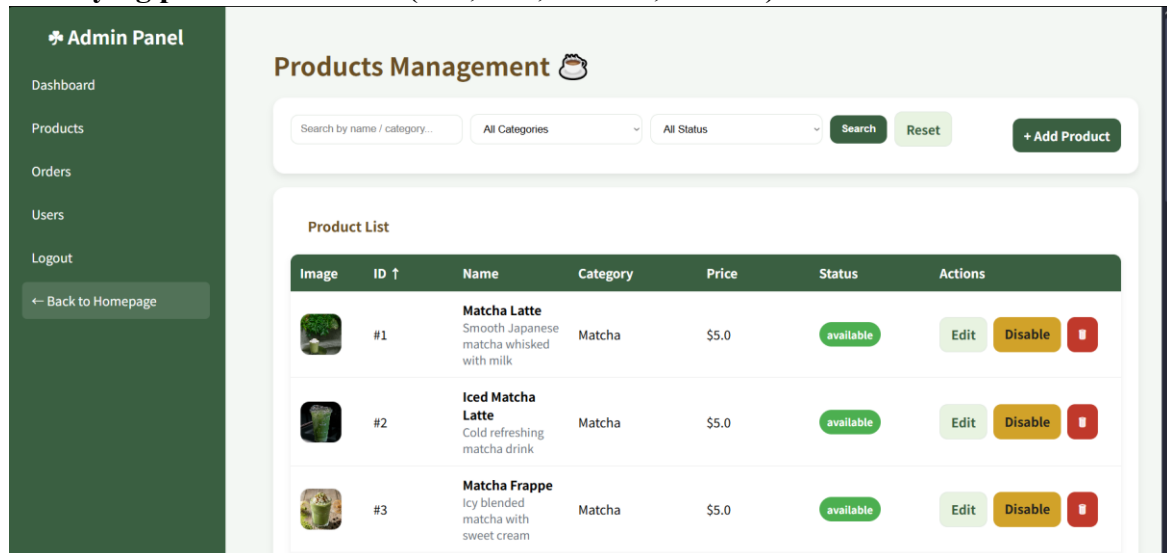 Admin Panel
Dashboard
Products
Orders
Users
Logout
← Back to Homepage
Products Management
Search by name / category...
All Categories
All Status
Search
Reset
+ Add Product
Product List
Image ID ↑ Name Category Price Status Actions
#1
Matcha Latte
Smooth Japanese
matcha whisked
with milk
Matcha
$5.0
available
Edit
Disable
#2
Iced Matcha
Latte
Cold refreshing
matcha drink
Matcha
$5.0
available
Edit
Disable
#3
Matcha Frappe
Icy blended
matcha with
sweet cream
Matcha
$5.0
available
Edit
Disable